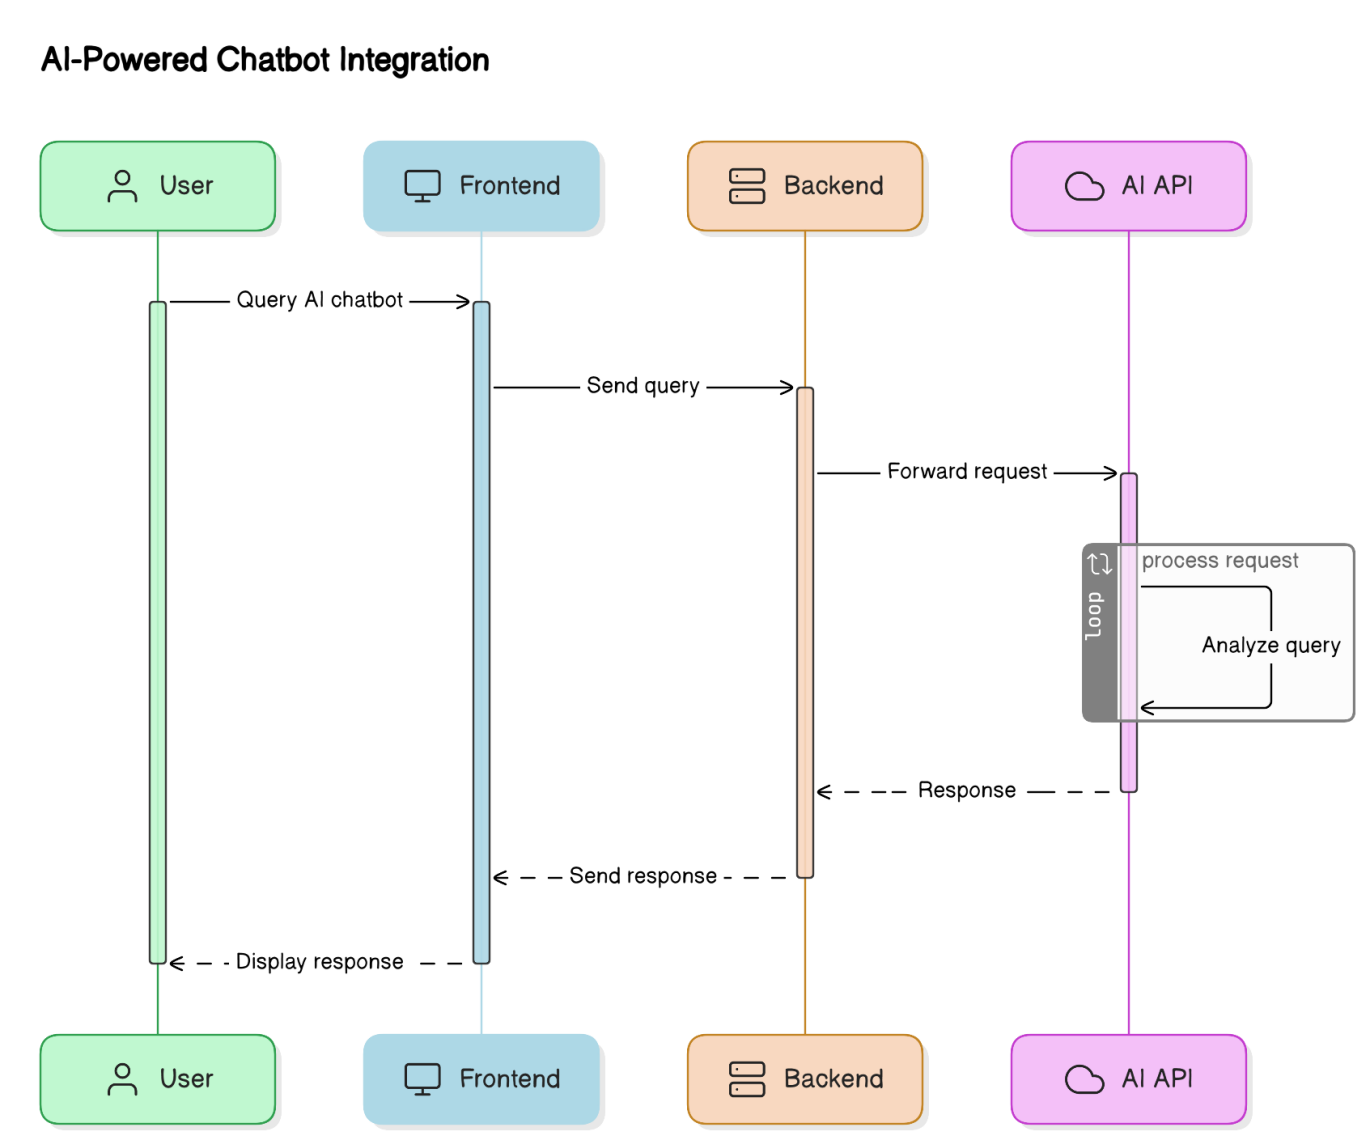 AI-Powered Chatbot Integration
User
Frontend
Backend
AI API
Query AI chatbot
Send query
Forward request
loop
process request
Analyze query
Response
Send response
Display response
User
Frontend
Backend
AI API